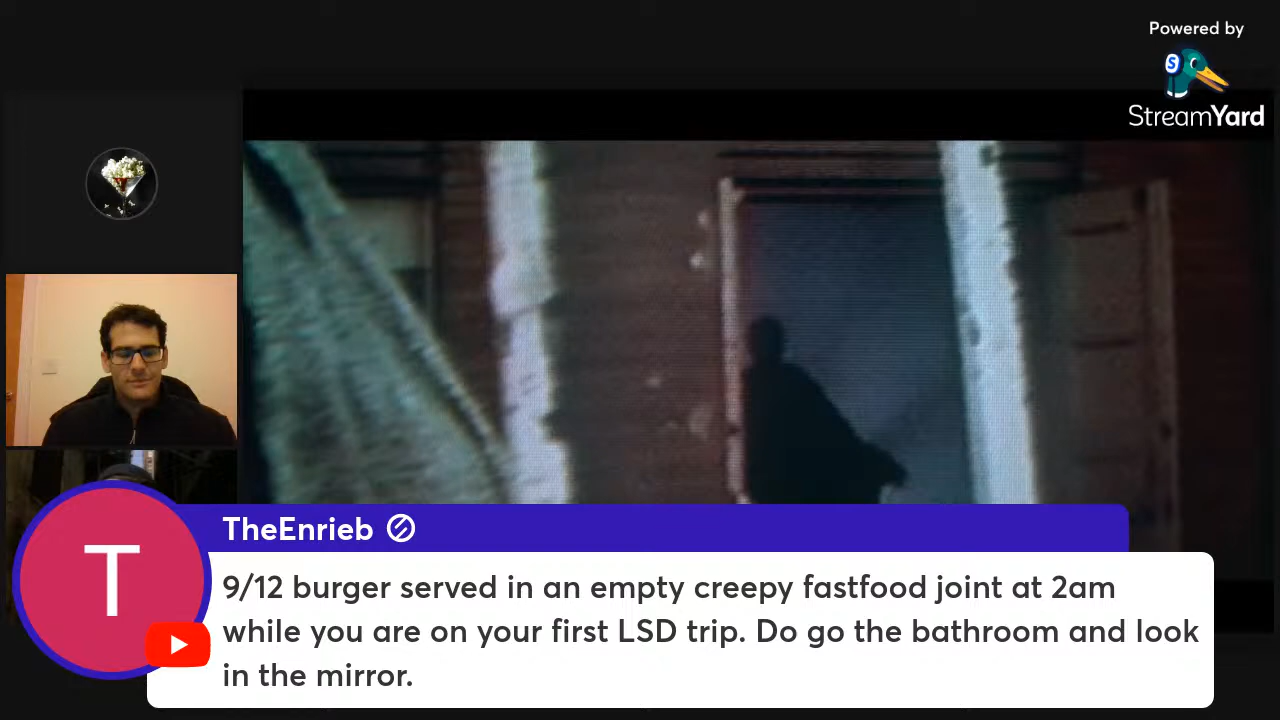 Powered by
StreamYard
TheEnrieb
9/12 burger served in an empty creepy fastfood joint at 2am
while you are on your first LSD trip. Do go the bathroom and look
in the mirror.